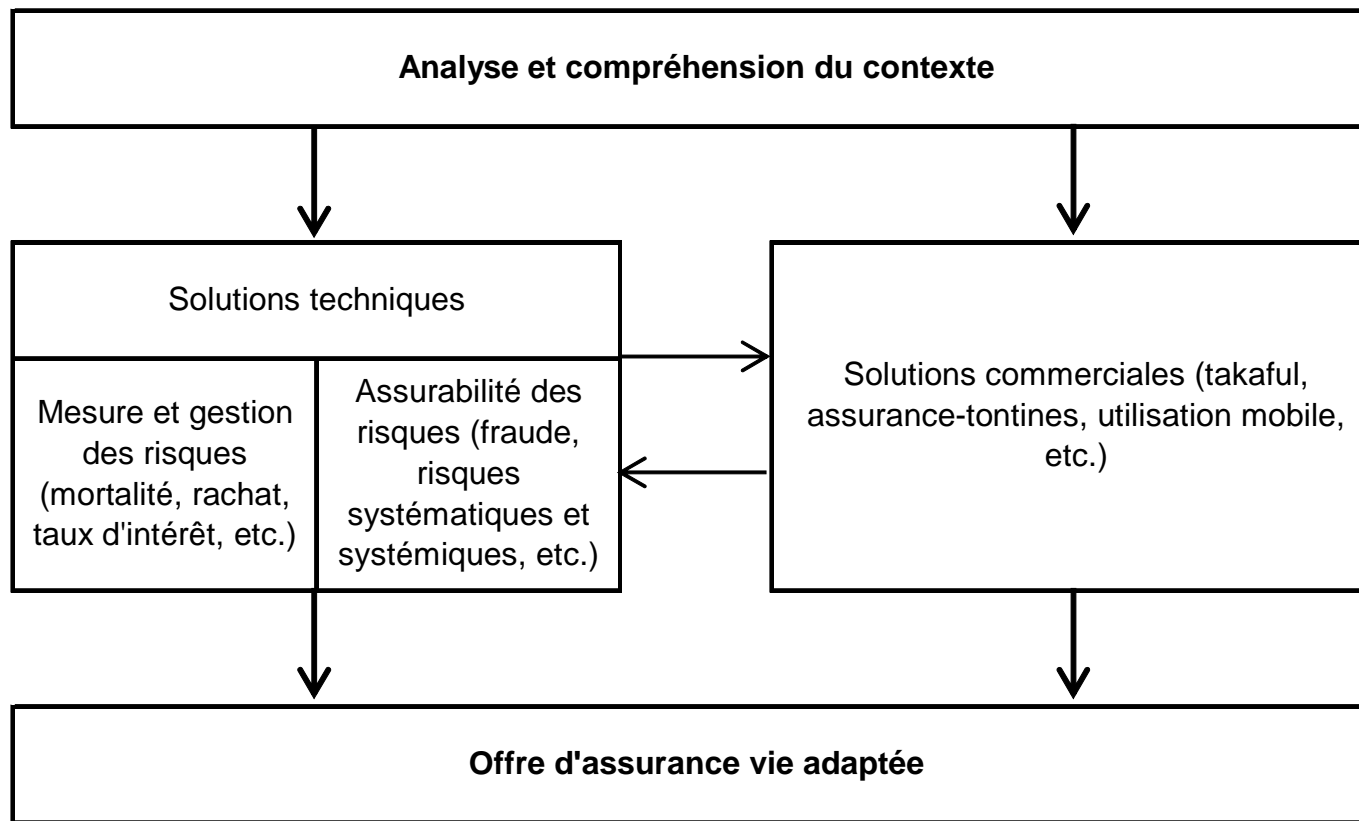 Analyse et compréhension du contexte
Solutions techniques
Mesure et gestion
des risques
(mortalité, rachat,
taux d'intérêt, etc.)
Assurabilité des
risques (fraude,
risques
systématiques et
systémiques, etc.)
Solutions commerciales (takaful,
assurance-tontines, utilisation mobile,
etc.)
Offre d'assurance vie adaptée